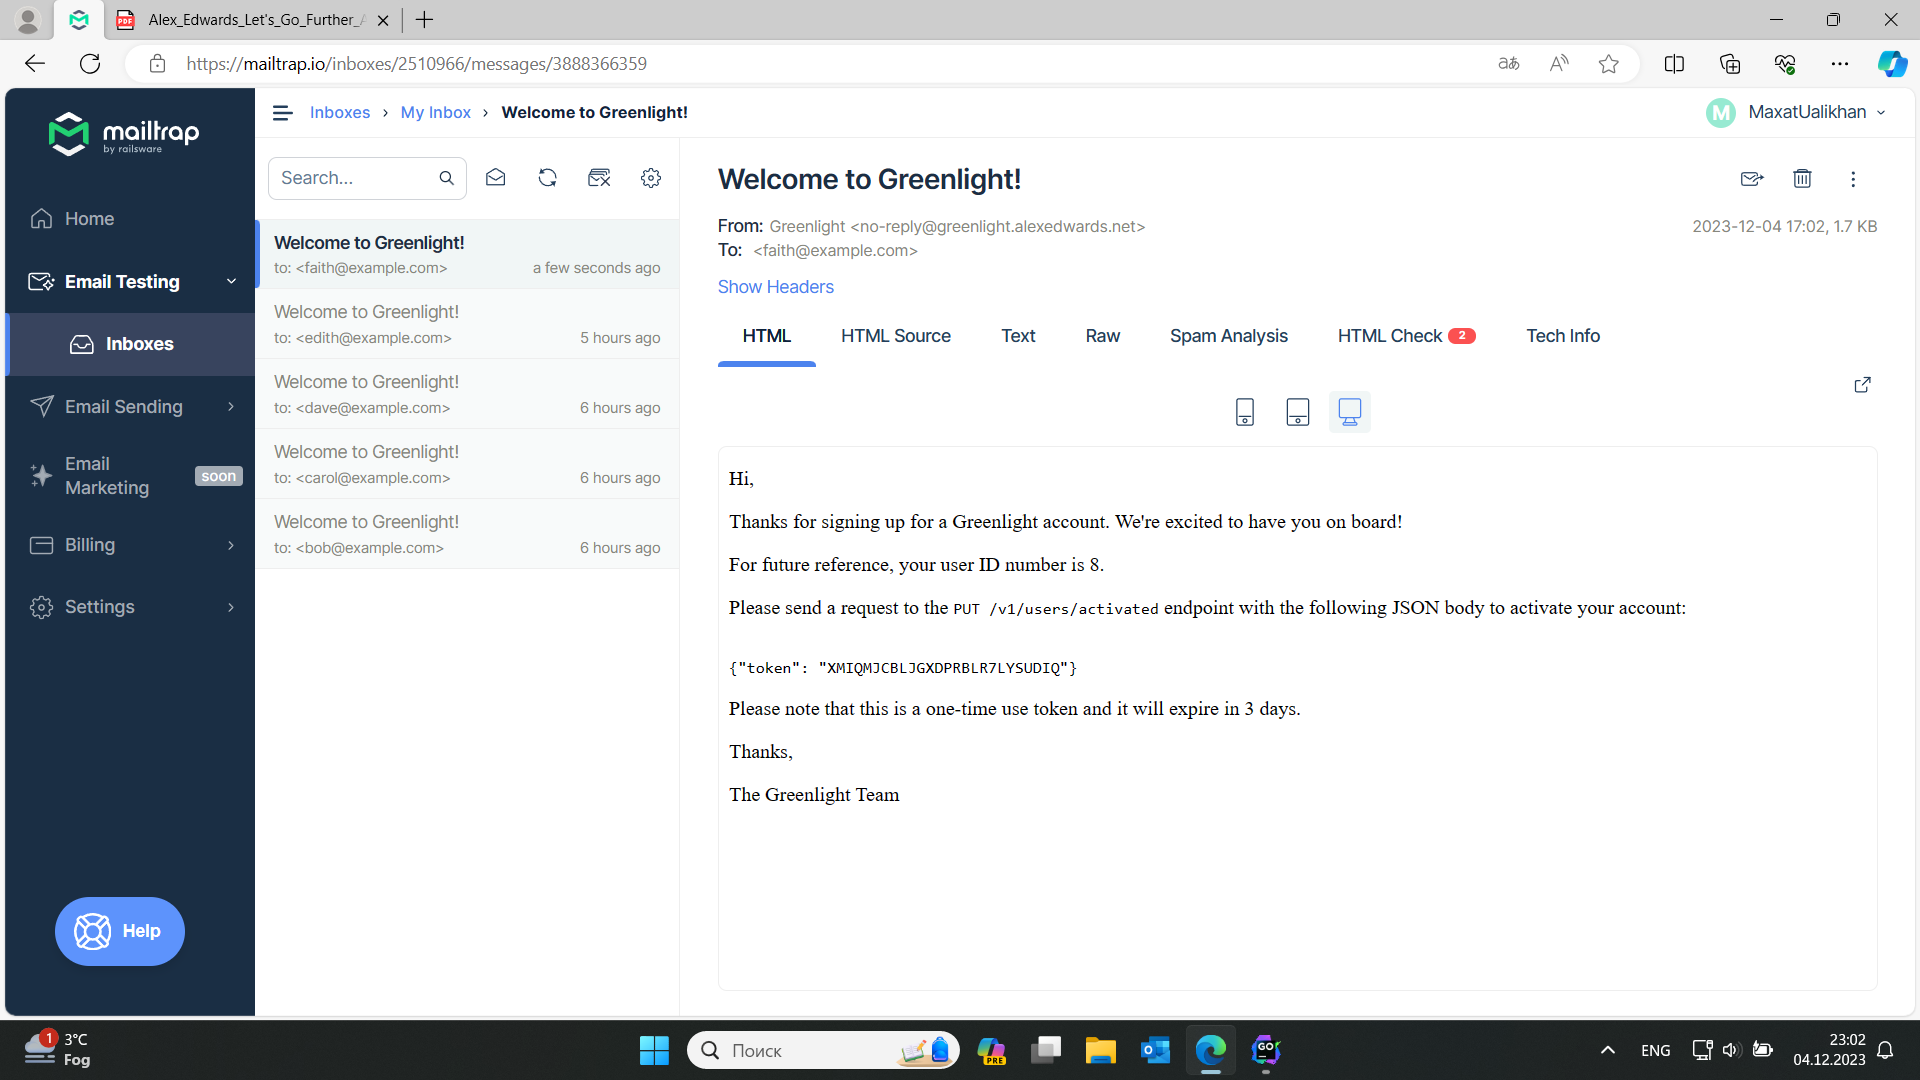 Alex_Edwards_Let's_Go_Further_
https://mailtrap.io/inboxes/2510966/messages/3888366359
mailtrap
by railsware
Home
Email Testing
Inboxes
Email Sending
Email
Marketing
soon
Billing
Settings
Help
Inboxes › My Inbox › Welcome to Greenlight!
M MaxatUalikhan
Search...
Welcome to Greenlight!
to: <faith@example.com> a few seconds ago
Welcome to Greenlight!
to: <edith@example.com> 5 hours ago
Welcome to Greenlight!
to: <dave@example.com> 6 hours ago
Welcome to Greenlight!
to: <carol@example.com> 6 hours ago
Welcome to Greenlight!
to: <bob@example.com> 6 hours ago
Welcome to Greenlight!
From: Greenlight <no-reply@greenlight.alexedwards.net> 2023-12-04 17:02, 1.7 KB
To: <faith@example.com>
Show Headers
HTML HTML Source Text Raw Spam Analysis HTML Check 2 Tech Info
Hi,
Thanks for signing up for a Greenlight account. We're excited to have you on board!
For future reference, your user ID number is 8.
Please send a request to the PUT /v1/users/activated endpoint with the following JSON body to activate your account:
{"token": "XMIQMJCBLJGXDPRBLR7LYSUDIQ"}
Please note that this is a one-time use token and it will expire in 3 days.
Thanks,
The Greenlight Team
1
3°C
Fog
Поиск
PRE
GO
ENG
23:02
04.12.2023